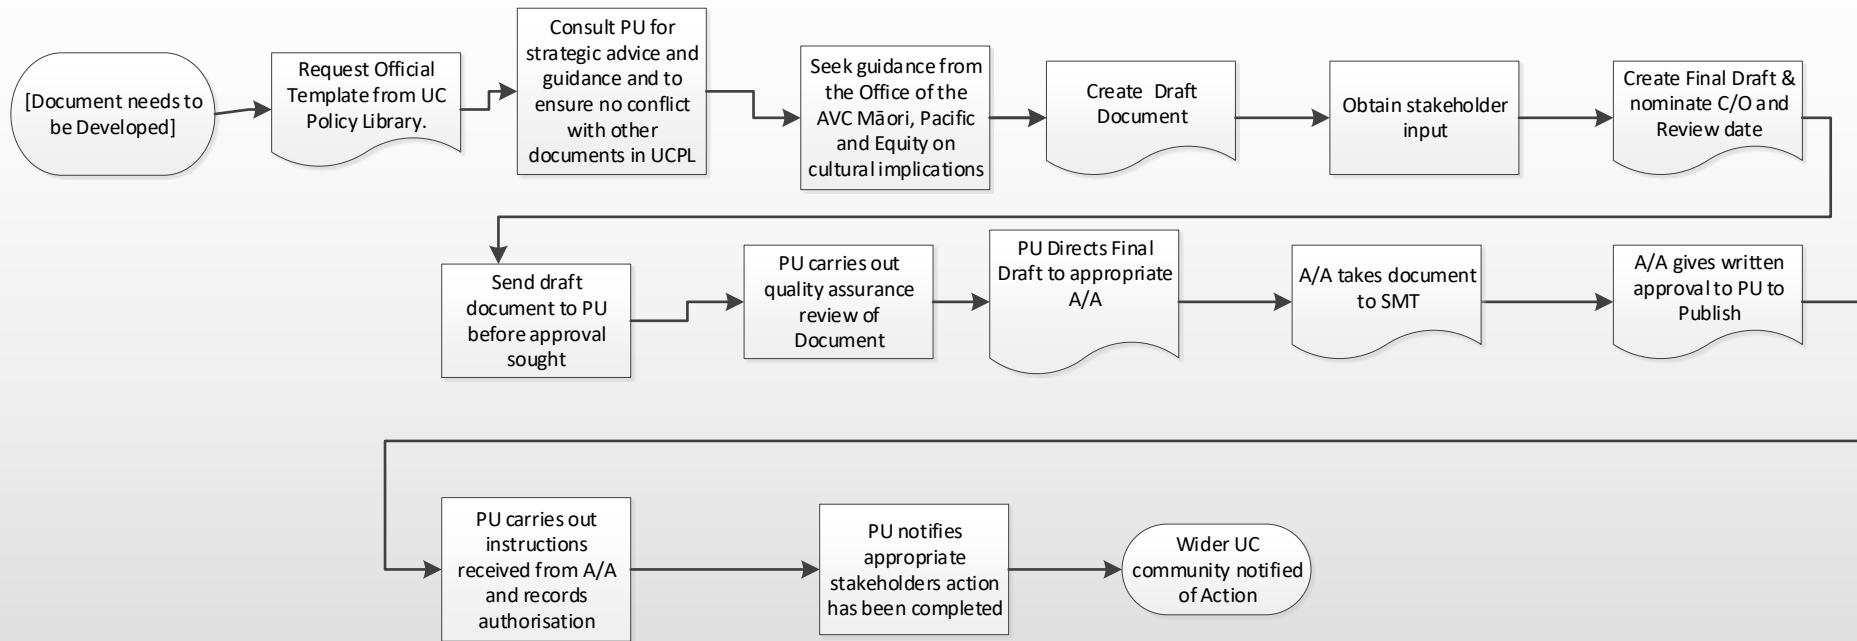 [Document needs to
be Developed]
Request Official
Template from UC
Policy Library.
Consult PU for
strategic advice and
guidance and to
ensure no conflict
with other
documents in UCPL
Seek guidance from
the Office of the
AVC Māori, Pacific
and Equity on
cultural implications
Create Draft
Document
Obtain stakeholder
input
Create Final Draft &
nominate C/O and
Review date
Send draft
document to PU
before approval
sought
PU carries out
quality assurance
review of
Document
PU Directs Final
Draft to appropriate
A/A
A/A takes document
to SMT
A/A gives written
approval to PU to
Publish
PU carries out
instructions
received from A/A
and records
authorisation
PU notifies
appropriate
stakeholders action
has been completed
Wider UC
community notified
of Action